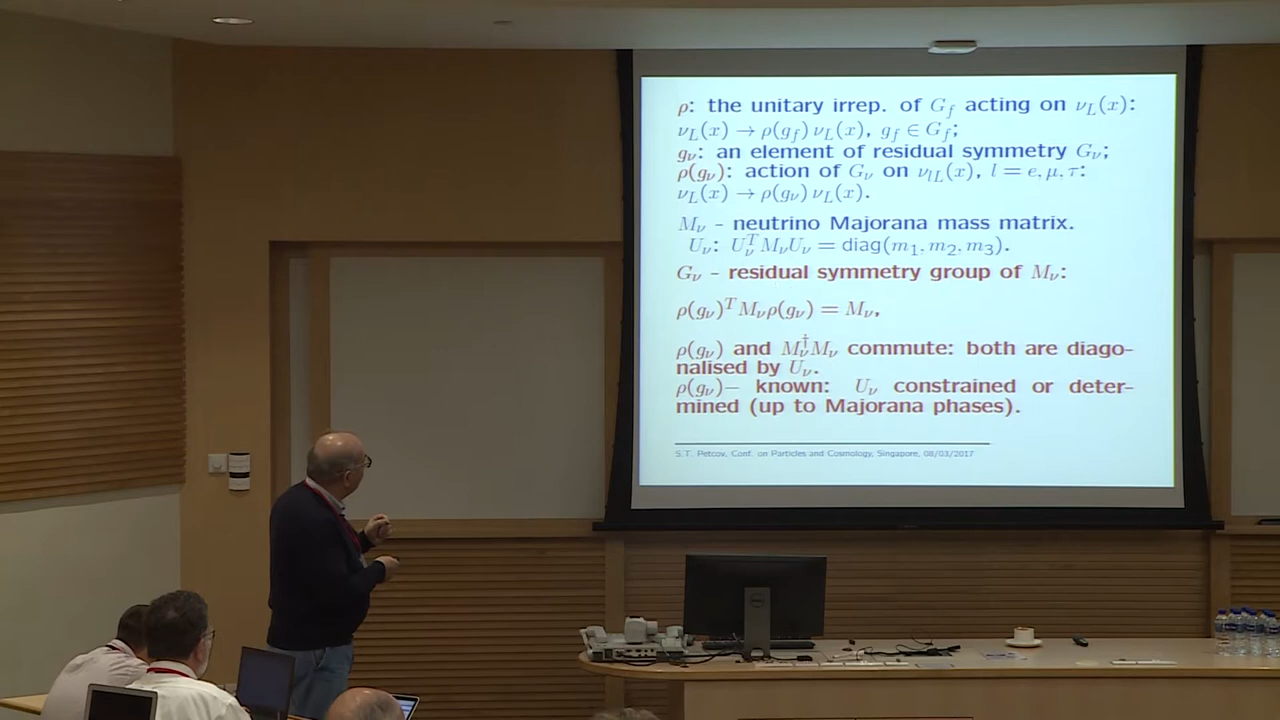 ρ: the unitary irrep. of G_f acting on ν_L(x):
ν_L(x) → ρ(g_f) ν_L(x), g_f ∈ G_f;
g_ν: an element of residual symmetry G_ν;
ρ(g_ν): action of G_ν on ν_{lL}(x), l = e, μ, τ:
ν_L(x) → ρ(g_ν) ν_L(x).
M_ν – neutrino Majorana mass matrix.
U_ν: U_ν^T M_ν U_ν = diag(m_1, m_2, m_3).
G_ν – residual symmetry group of M_ν:
ρ(g_ν)^T M_ν ρ(g_ν) = M_ν,
ρ(g_ν) and M_ν^† M_ν commute: both are diago-
nalised by U_ν.
ρ(g_ν)– known: U_ν constrained or deter-
mined (up to Majorana phases).
S.T. Petcov, Conf. on Particles and Cosmology, Singapore, 08/03/2017